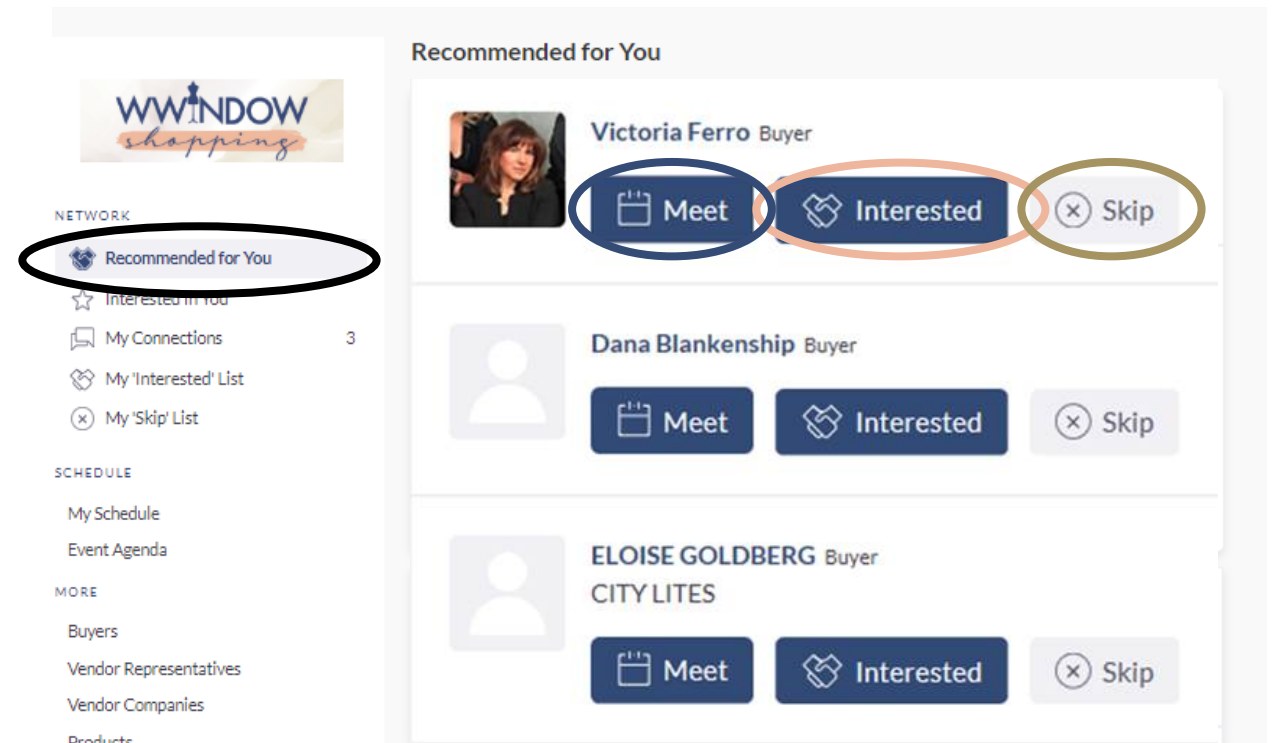 WWINDOW
shopping
NETWORK
Recommended for You
Interested in You
My Connections 3
My 'Interested' List
My 'Skip' List
SCHEDULE
My Schedule
Event Agenda
MORE
Buyers
Vendor Representatives
Vendor Companies
Products
Recommended for You
Victoria Ferro Buyer
Meet Interested Skip
Dana Blankenship Buyer
Meet Interested Skip
ELOISE GOLDBERG Buyer
CITY LITES
Meet Interested Skip